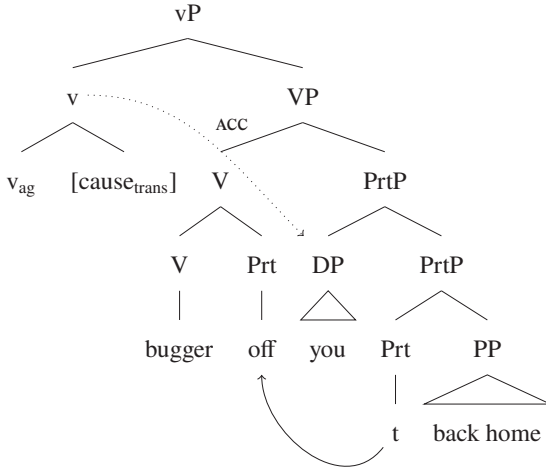 vP
v VP
ACC
v_ag [cause_trans] V PrtP
V Prt DP PrtP
bugger off you Prt PP
t back home